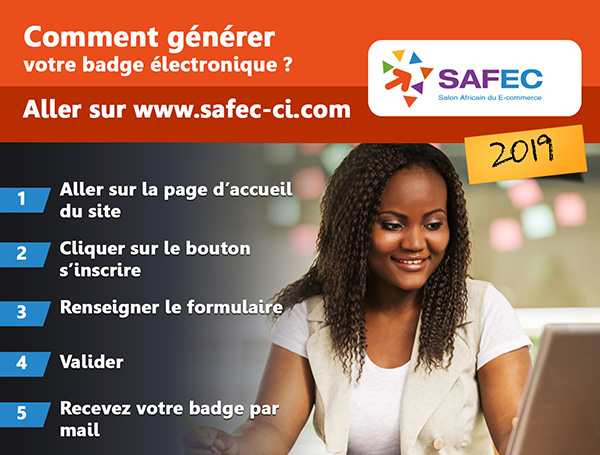 Comment générer
votre badge électronique ?
Aller sur www.safec-ci.com
SAFEC
Salon Africain du E-commerce
2019
1 Aller sur la page d’accueil
du site
2 Cliquer sur le bouton
s’inscrire
3 Renseigner le formulaire
4 Valider
5 Recevez votre badge par
mail